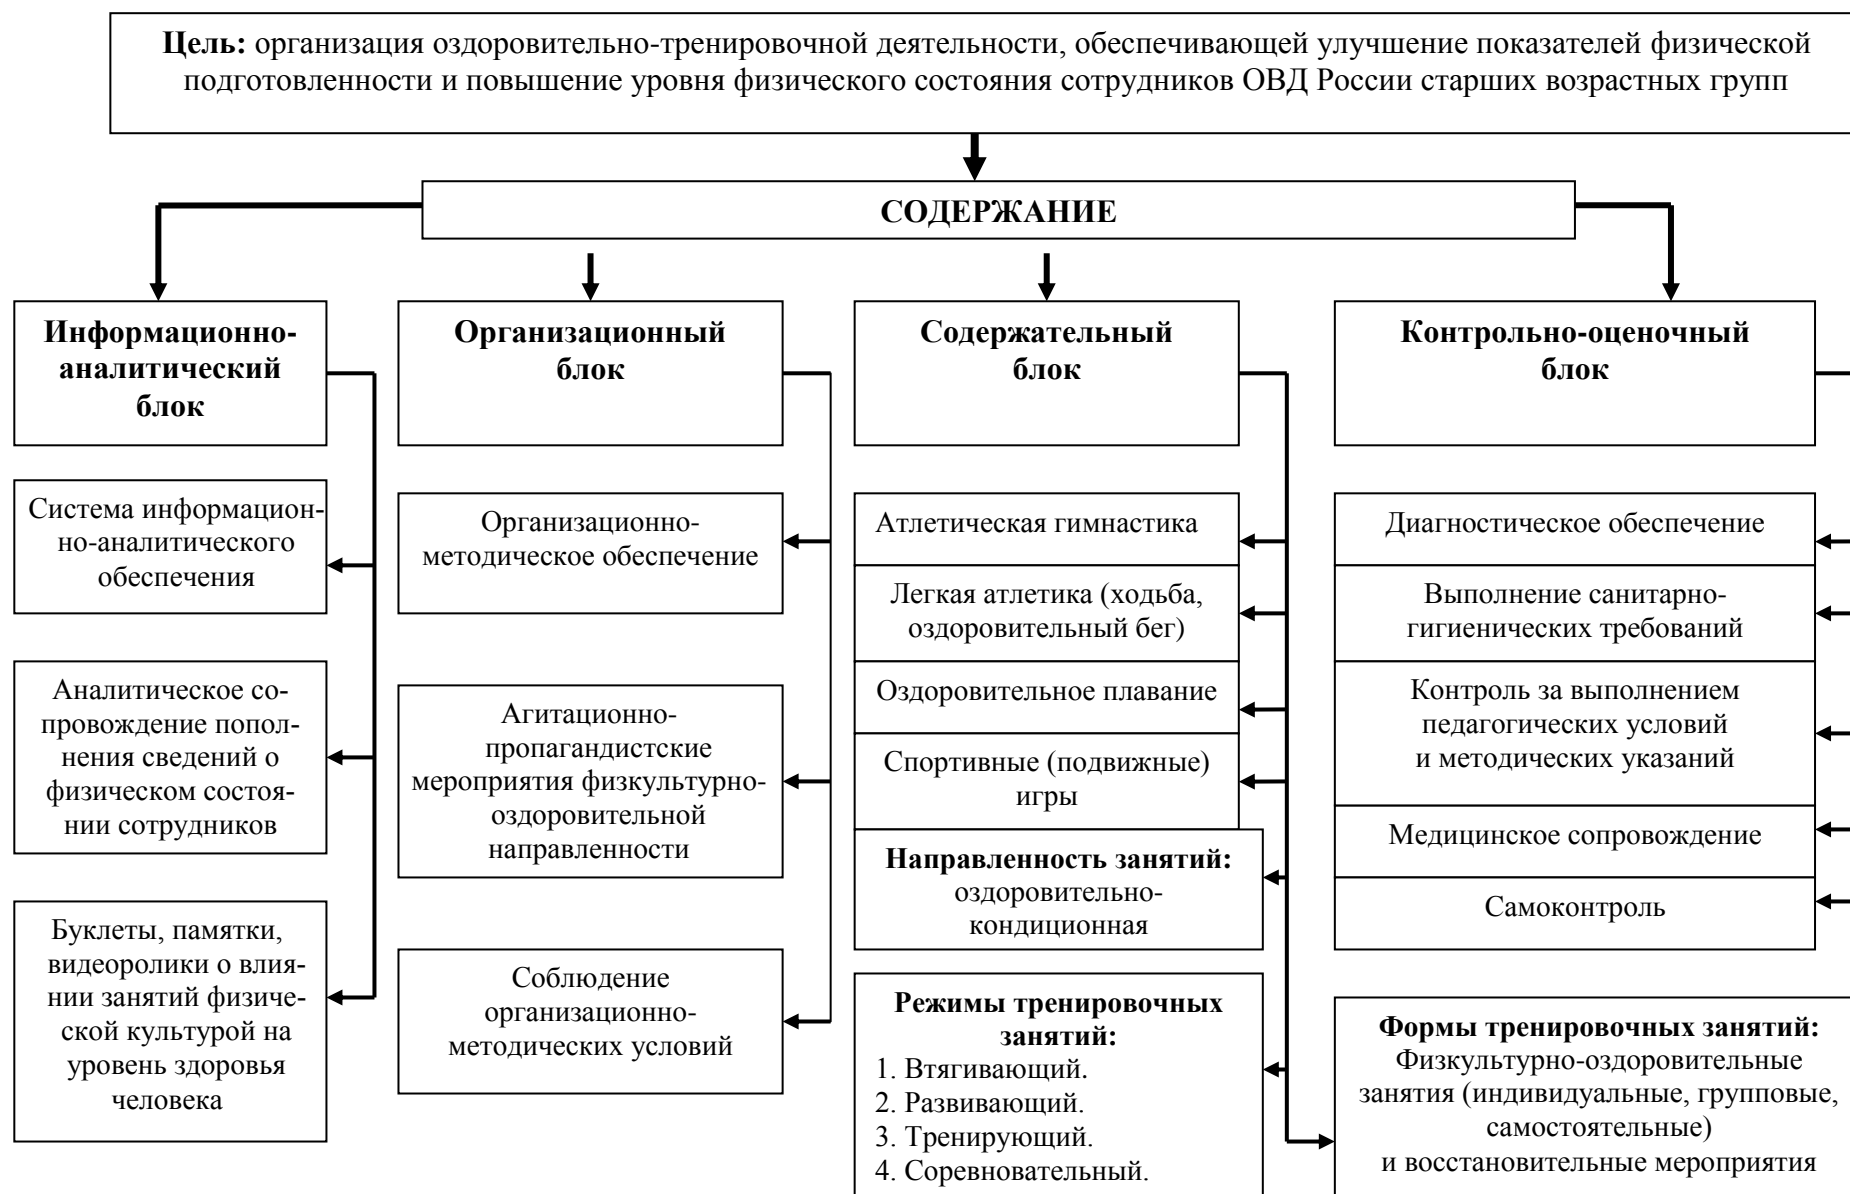 Цель: организация оздоровительно-тренировочной деятельности, обеспечивающей улучшение показателей физической
подготовленности и повышение уровня физического состояния сотрудников ОВД России старших возрастных групп
СОДЕРЖАНИЕ
Информационно-
аналитический
блок
Система информацион-
но-аналитического
обеспечения
Аналитическое со-
провождение попол-
нения сведений о
физическом состоя-
нии сотрудников
Буклеты, памятки,
видеоролики о влия-
нии занятий физиче-
ской культурой на
уровень здоровья
человека
Организационный
блок
Организационно-
методическое обеспечение
Агитационно-
пропагандистские
мероприятия физкультурно-
оздоровительной
направленности
Соблюдение
организационно-
методических условий
Содержательный
блок
Атлетическая гимнастика
Легкая атлетика (ходьба,
оздоровительный бег)
Оздоровительное плавание
Спортивные (подвижные)
игры
Направленность занятий:
оздоровительно-
кондиционная
Режимы тренировочных
занятий:
1. Втягивающий.
2. Развивающий.
3. Тренирующий.
4. Соревновательный.
Контрольно-оценочный
блок
Диагностическое обеспечение
Выполнение санитарно-
гигиенических требований
Контроль за выполнением
педагогических условий
и методических указаний
Медицинское сопровождение
Самоконтроль
Формы тренировочных занятий:
Физкультурно-оздоровительные
занятия (индивидуальные, групповые,
самостоятельные)
и восстановительные мероприятия